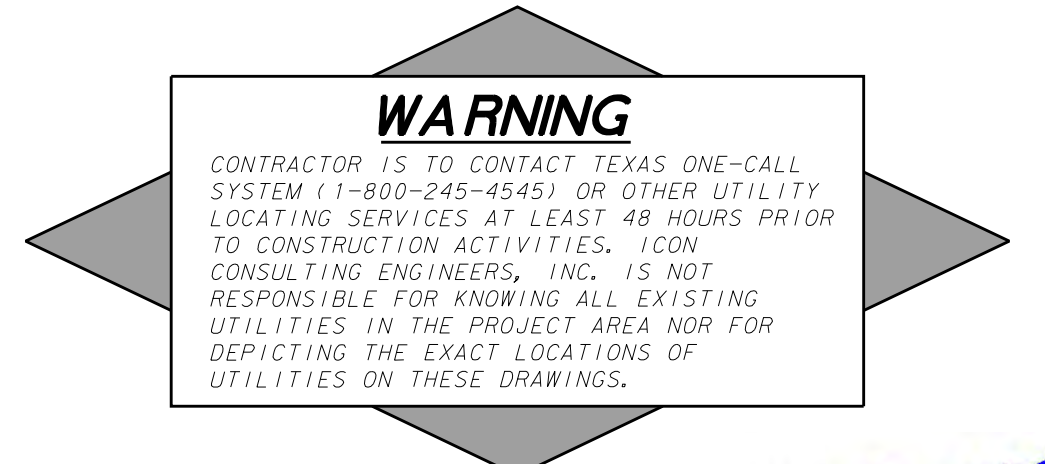 WARNING
CONTRACTOR IS TO CONTACT TEXAS ONE-CALL
SYSTEM (1-800-245-4545) OR OTHER UTILITY
LOCATING SERVICES AT LEAST 48 HOURS PRIOR
TO CONSTRUCTION ACTIVITIES. ICON
CONSULTING ENGINEERS, INC. IS NOT
RESPONSIBLE FOR KNOWING ALL EXISTING
UTILITIES IN THE PROJECT AREA NOR FOR
DEPICTING THE EXACT LOCATIONS OF
UTILITIES ON THESE DRAWINGS.